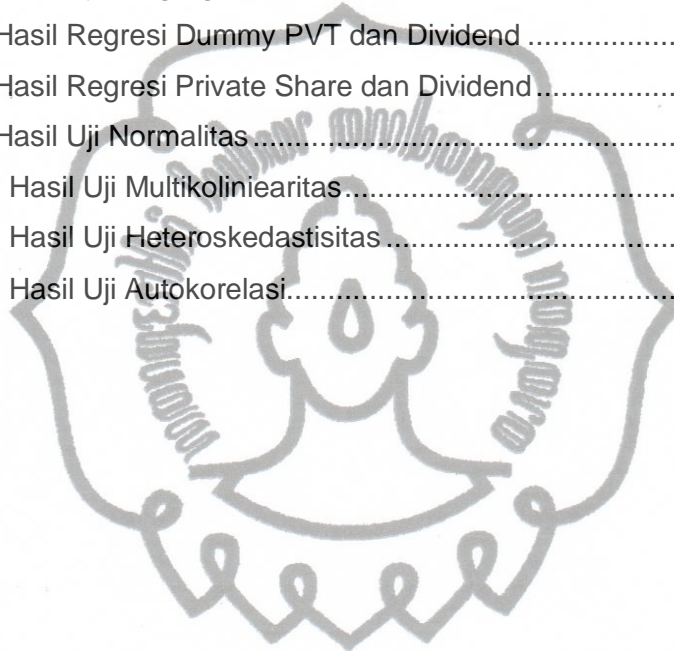 Hasil Regresi Dummy PVT dan Dividend ..................
Hasil Regresi Private Share dan Dividend ..................
Hasil Uji Normalitas ..................
Hasil Uji Multikoliniearitas ..................
Hasil Uji Heteroskedastisitas ..................
Hasil Uji Autokorelasi ..................